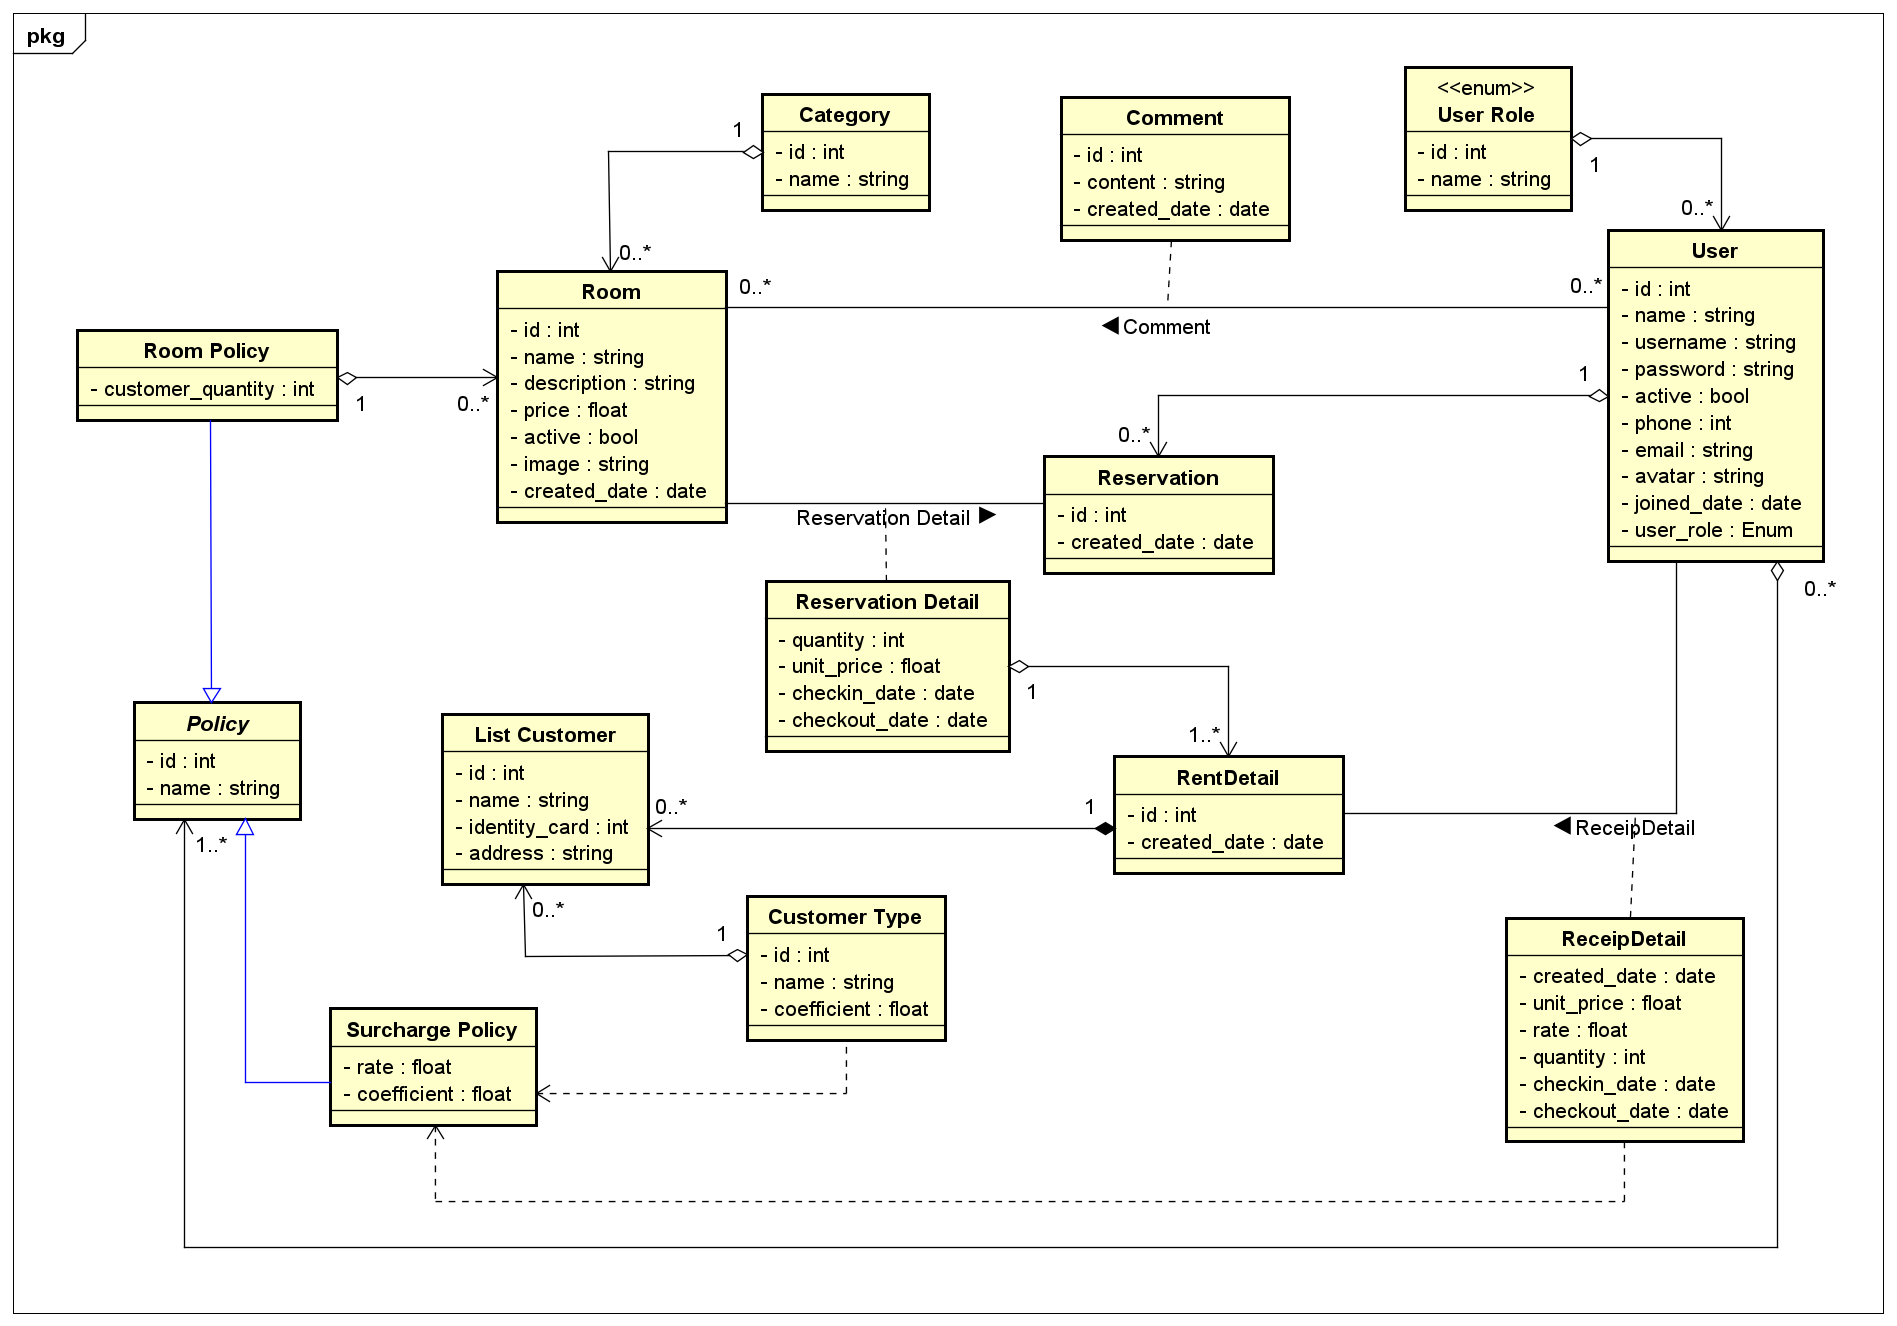 pkg
Category
- id : int
- name : string
1
0..*
Comment
- id : int
- content : string
- created_date : date
<<enum>>
User Role
- id : int
- name : string
1
0..*
User
- id : int
- name : string
- username : string
- password : string
- active : bool
- phone : int
- email : string
- avatar : string
- joined_date : date
- user_role : Enum
Room
- id : int
- name : string
- description : string
- price : float
- active : bool
- image : string
- created_date : date
0..*
0..*
◀ Comment
Room Policy
- customer_quantity : int
1
0..*
1
0..*
Reservation
- id : int
- created_date : date
Reservation Detail ▶
0..*
Reservation Detail
- quantity : int
- unit_price : float
- checkin_date : date
- checkout_date : date
1
1..*
Policy
- id : int
- name : string
1..*
List Customer
- id : int
- name : string
- identity_card : int
- address : string
0..*
1
RentDetail
- id : int
- created_date : date
◀ ReceipDetail
0..*
1
Customer Type
- id : int
- name : string
- coefficient : float
ReceipDetail
- created_date : date
- unit_price : float
- rate : float
- quantity : int
- checkin_date : date
- checkout_date : date
Surcharge Policy
- rate : float
- coefficient : float